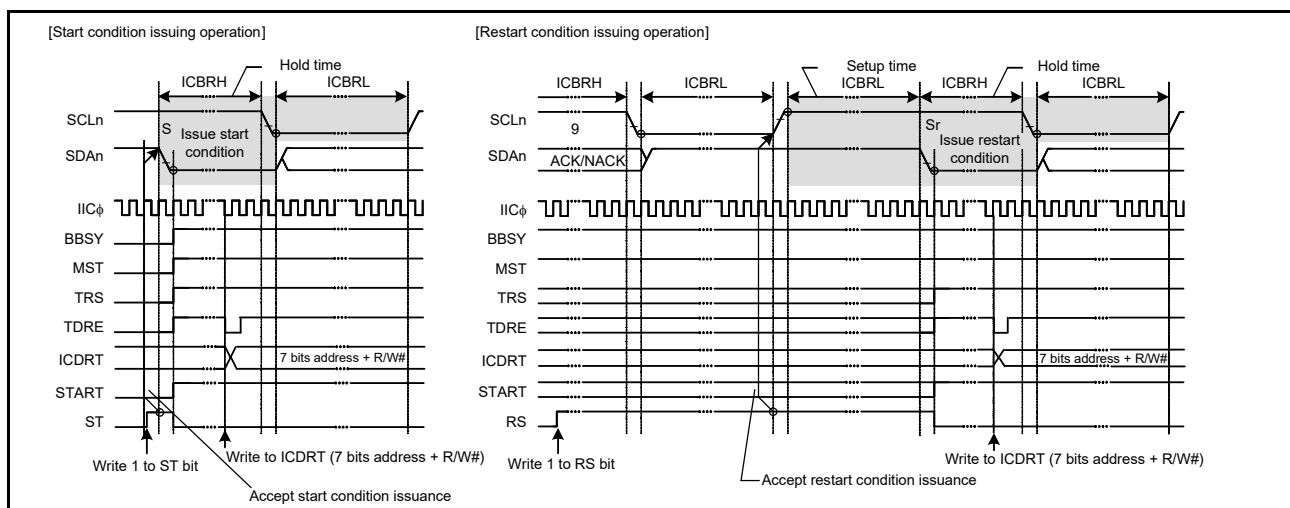 [Start condition issuing operation]
Hold time
ICBRH
ICBRL
SCLn
S
Issue start
condition
SDAn
IICϕ
BBSY
MST
TRS
TDRE
ICDRT
7 bits address + R/W#
START
ST
Write 1 to ST bit
Write to ICDRT (7 bits address + R/W#)
Accept start condition issuance
[Restart condition issuing operation]
Setup time
Hold time
ICBRH
ICBRL
ICBRL
ICBRH
ICBRL
SCLn
9
Sr
Issue restart
condition
SDAn
ACK/NACK
IICϕ
BBSY
MST
TRS
TDRE
ICDRT
7 bits address + R/W#
START
RS
Write 1 to RS bit
Write to ICDRT (7 bits address + R/W#)
Accept restart condition issuance